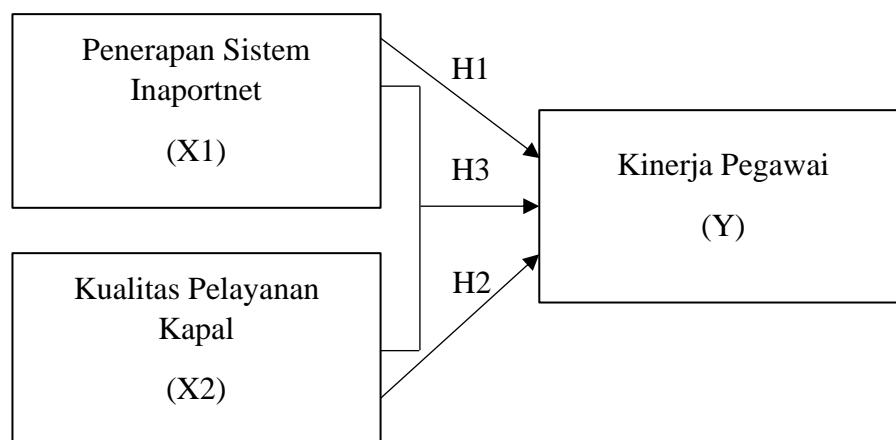 Penerapan Sistem
Inaportnet
(X1)
H1
H3
Kinerja Pegawai
(Y)
Kualitas Pelayanan
Kapal
(X2)
H2